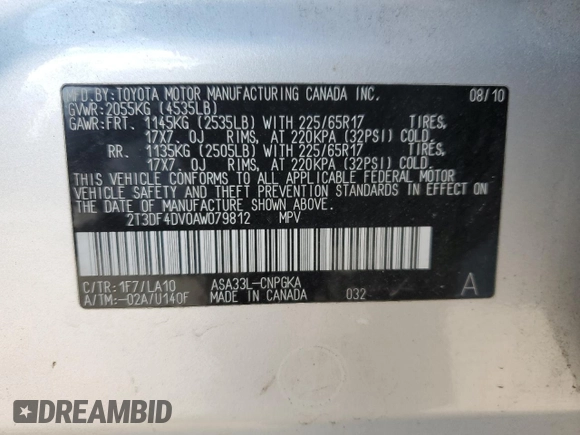 MFD.BY:TOYOTA MOTOR MANUFACTURING CANADA INC. 08/10
GVWR:2055KG (4535LB)
GAWR:FRT. 1145KG (2535LB) WITH 225/65R17 TIRES,
17X7 0J RIMS, AT 220KPA (32PSI) COLD.
RR. 1135KG (2505LB) WITH 225/65R17 TIRES,
17X7 0J RIMS, AT 220KPA (32PSI) COLD.
THIS VEHICLE CONFORMS TO ALL APPLICABLE FEDERAL MOTOR
VEHICLE SAFETY AND THEFT PREVENTION STANDARDS IN EFFECT ON
THE DATE OF MANUFACTURE SHOWN ABOVE.
2T3DF4DV0AW079812 MPV
C/TR:1F7/LA10 ASA33L-CNPGKA
A/TM:-02A/U140F MADE IN CANADA 032 A
DREAMBID